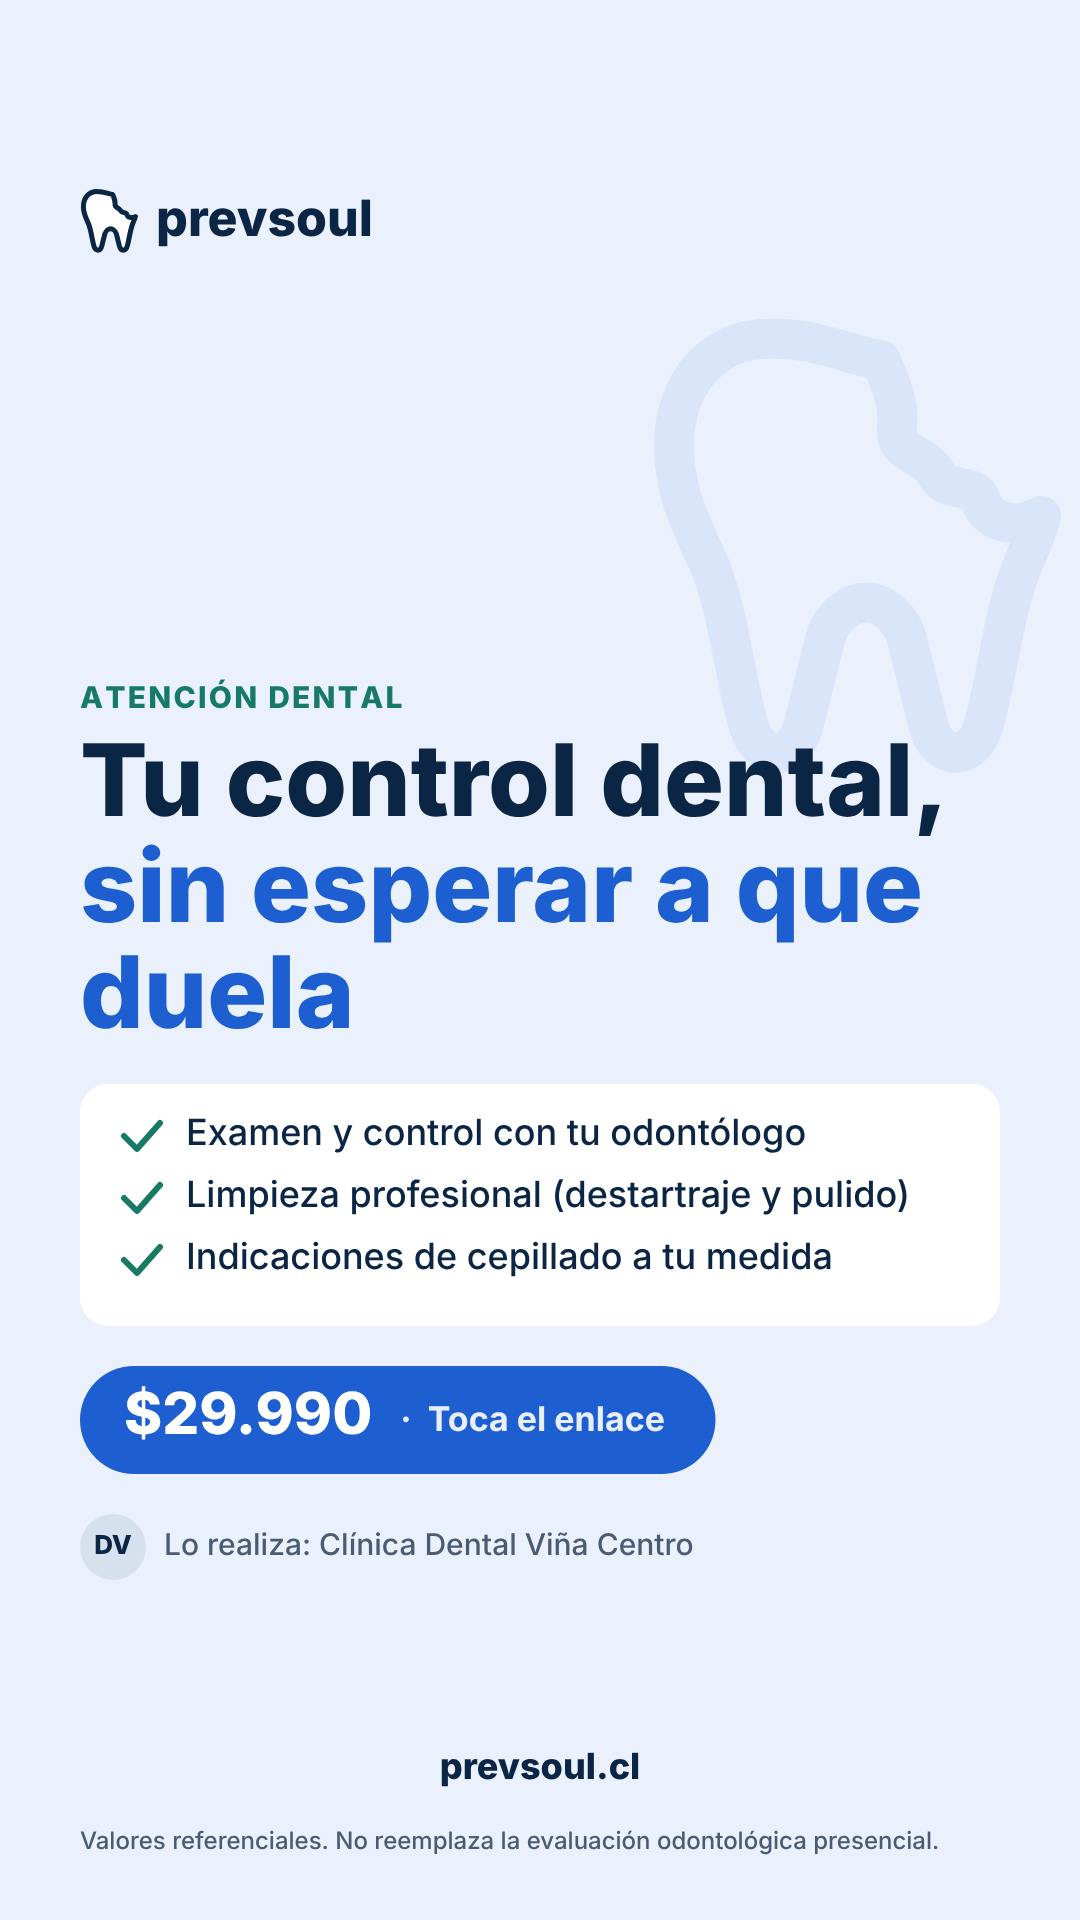 prevsoul
ATENCIÓN DENTAL
Tu control dental,
sin esperar a que
duela
Examen y control con tu odontólogo
Limpieza profesional (destartraje y pulido)
Indicaciones de cepillado a tu medida
$29.990 · Toca el enlace
DV Lo realiza: Clínica Dental Viña Centro
prevsoul.cl
Valores referenciales. No reemplaza la evaluación odontológica presencial.